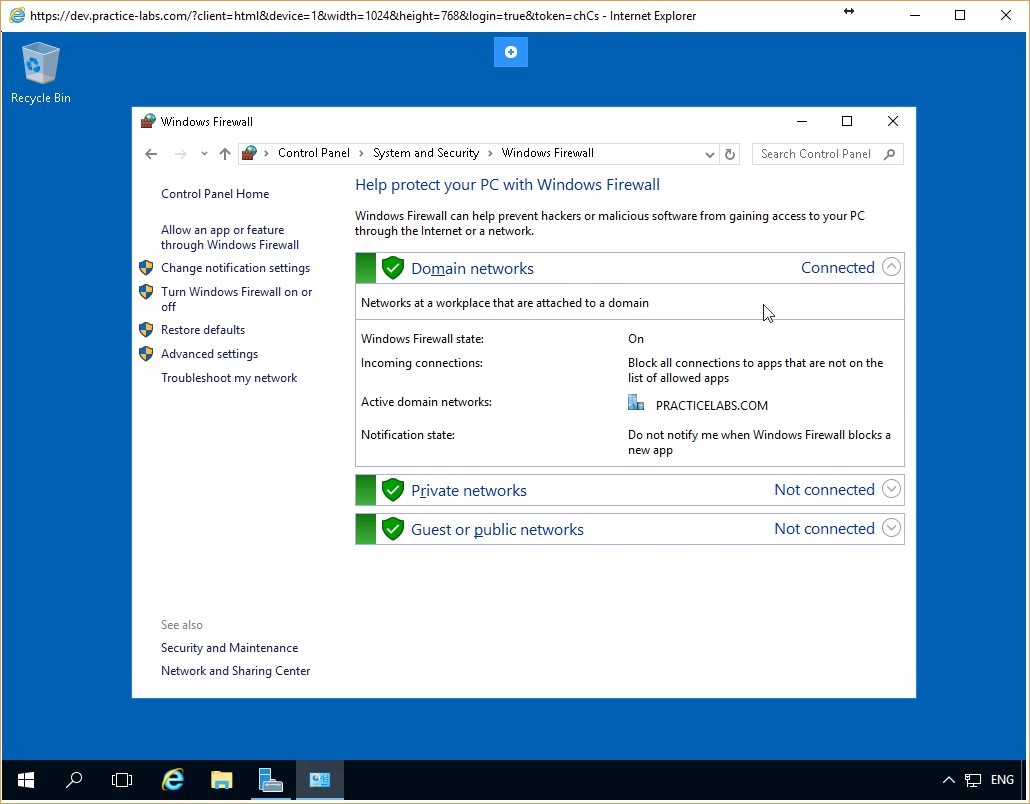 https://dev.practice-labs.com/?client=html&device=1&width=1024&height=768&login=true&token=chCs - Internet Explorer
Recycle Bin
Windows Firewall
Control Panel
System and Security
Windows Firewall
Search Control Panel
Control Panel Home
Allow an app or feature
through Windows Firewall
Change notification settings
Turn Windows Firewall on or
off
Restore defaults
Advanced settings
Troubleshoot my network
See also
Security and Maintenance
Network and Sharing Center
Help protect your PC with Windows Firewall
Windows Firewall can help prevent hackers or malicious software from gaining access to your PC
through the Internet or a network.
Domain networks Connected
Networks at a workplace that are attached to a domain
Windows Firewall state: On
Incoming connections: Block all connections to apps that are not on the
list of allowed apps
Active domain networks: PRACTICELABS.COM
Notification state: Do not notify me when Windows Firewall blocks a
new app
Private networks Not connected
Guest or public networks Not connected
ENG